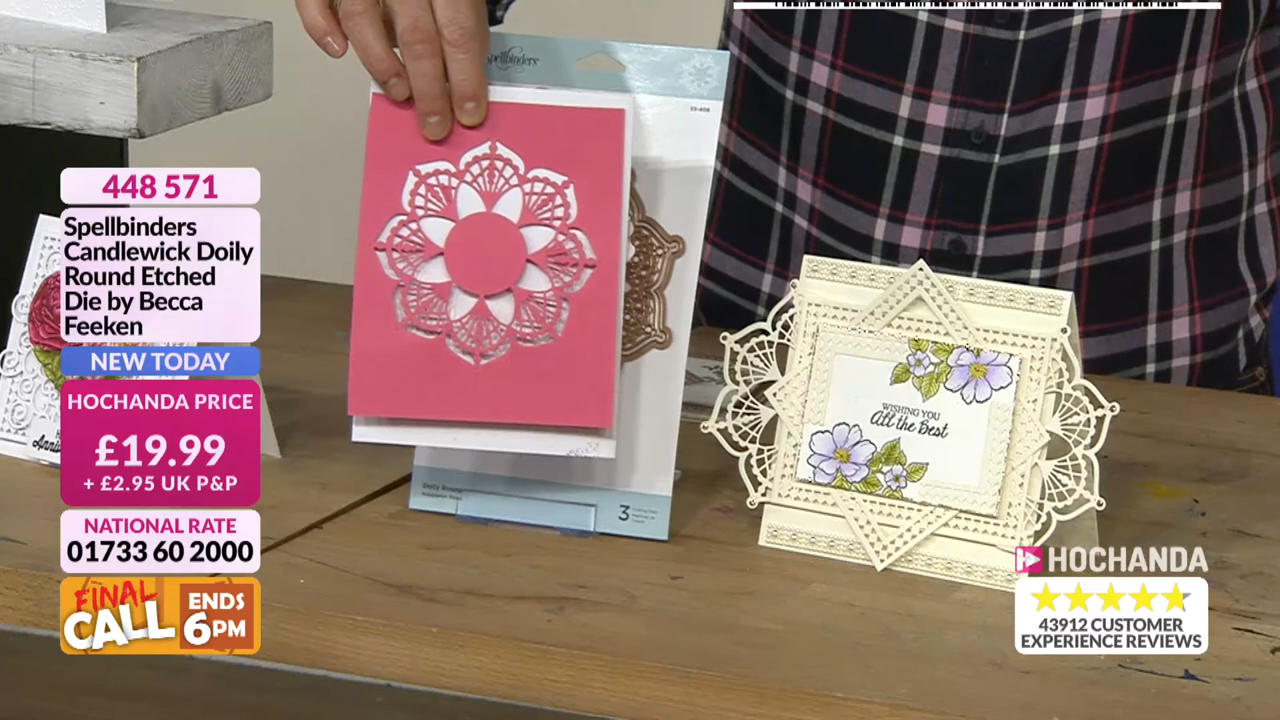 448 571
Spellbinders
Candlewick Doily
Round Etched
Die by Becca
Feeken
NEW TODAY
HOCHANDA PRICE
£19.99
+ £2.95 UK P&P
NATIONAL RATE
01733 60 2000
FINAL
CALL
ENDS
6PM
spellbinders
Doily Round
3
WISHING YOU
All the Best
HOCHANDA
43912 CUSTOMER
EXPERIENCE REVIEWS